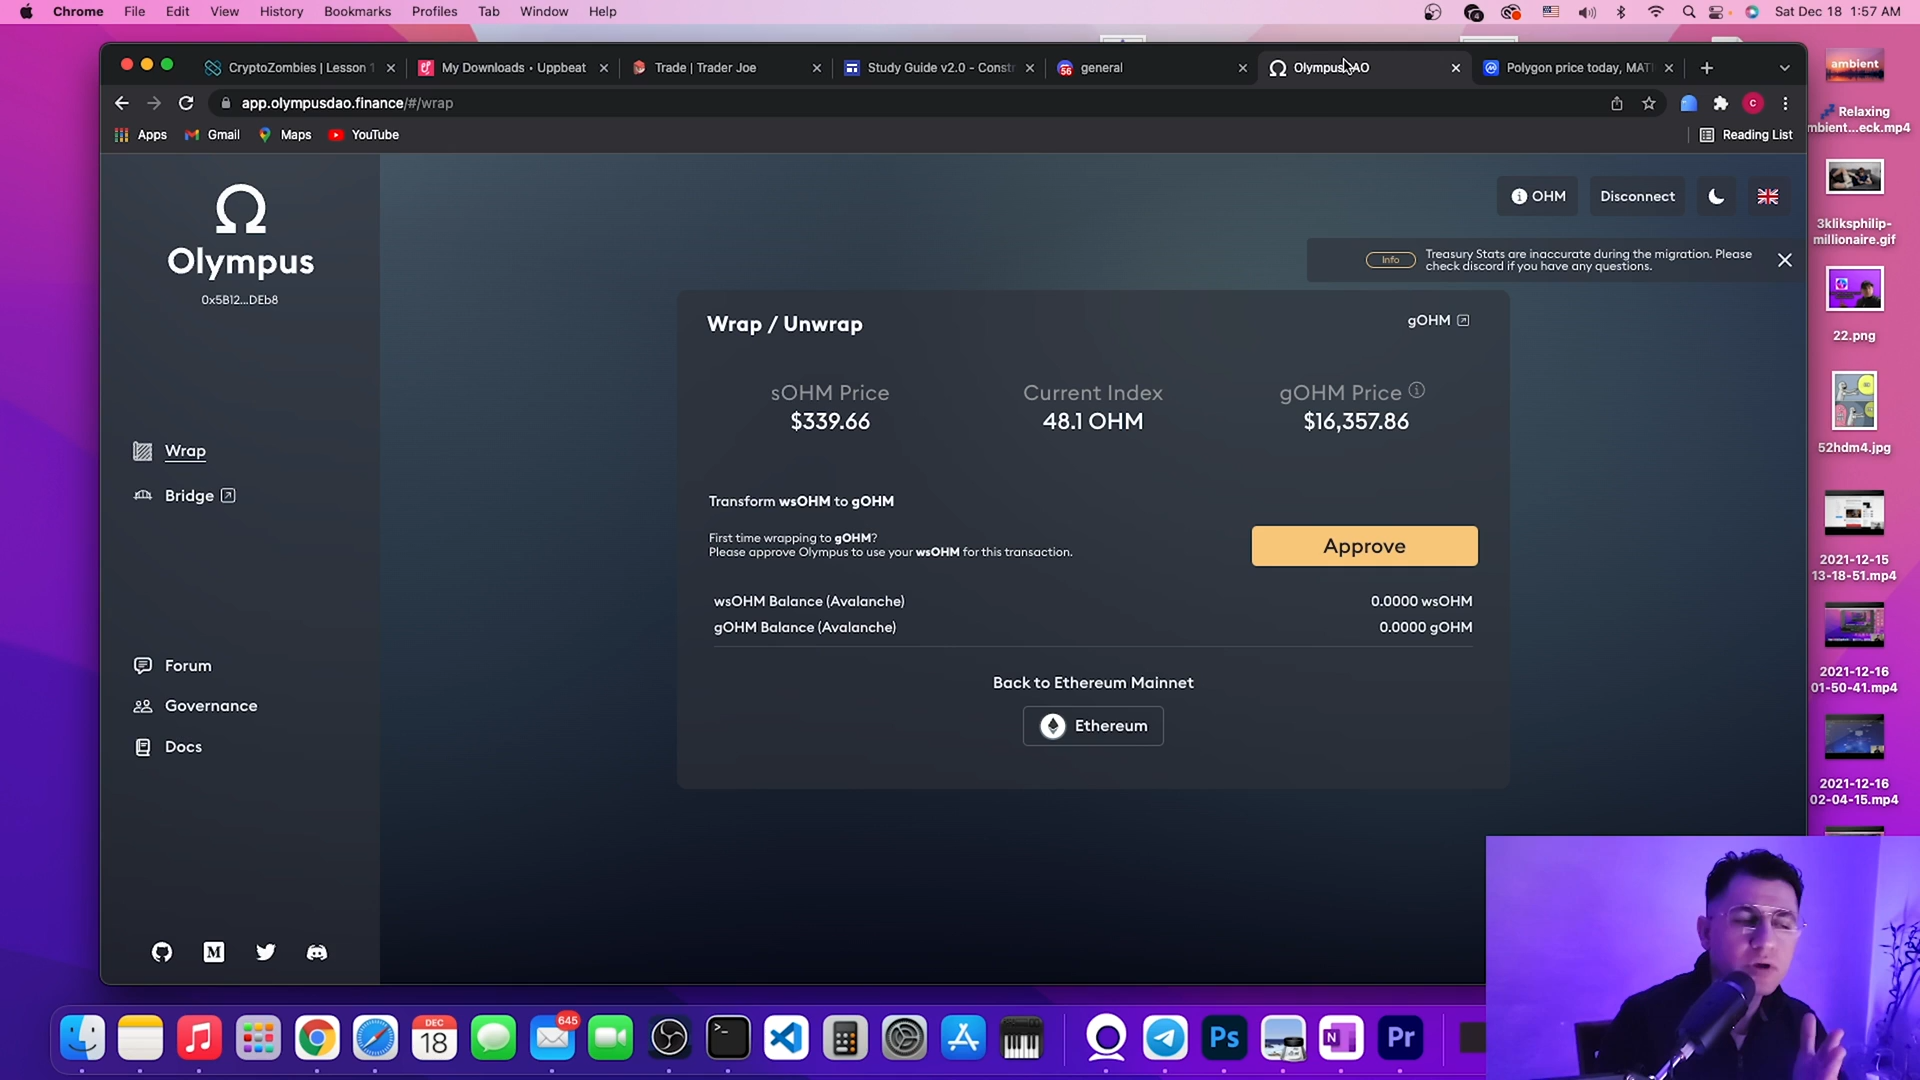 Chrome File Edit View History Bookmarks Profiles Tab Window Help
4
Sat Dec 18 1:57 AM
CryptoZombies | Lesson 1
My Downloads · Uppbeat
Trade | Trader Joe
Study Guide v2.0 - Constr
56
general
OlympusDAO
Polygon price today, MAT
app.olympusdao.finance/#/wrap
C
Apps Gmail Maps YouTube
Reading List
Olympus
0x5B12...DEb8
Wrap
Bridge
Forum
Governance
Docs
OHM
Disconnect
Info
Treasury Stats are inaccurate during the migration. Please
check discord if you have any questions.
Wrap / Unwrap
gOHM
sOHM Price
$339.66
Current Index
48.1 OHM
gOHM Price
$16,357.86
Transform wsOHM to gOHM
First time wrapping to gOHM?
Please approve Olympus to use your wsOHM for this transaction.
Approve
wsOHM Balance (Avalanche) 0.0000 wsOHM
gOHM Balance (Avalanche) 0.0000 gOHM
Back to Ethereum Mainnet
Ethereum
ambient
Relaxing
mbient...eck.mp4
3kliksphilip-
millionaire.gif
22.png
52hdm4.jpg
2021-12-15
13-18-51.mp4
2021-12-16
01-50-41.mp4
2021-12-16
02-04-15.mp4
DEC
18
645
Ps
N
Pr